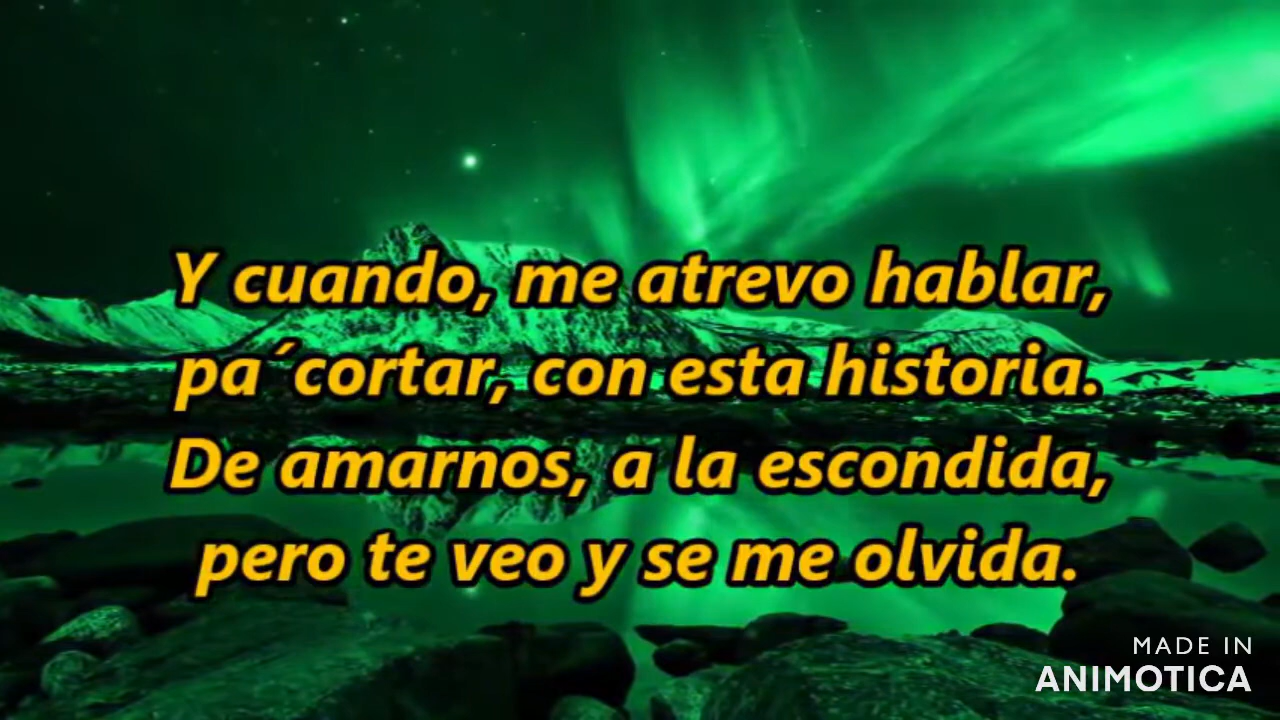 Y cuando, me atrevo hablar,
pa´cortar, con esta historia.
De amarnos, a la escondida,
pero te veo y se me olvida.
MADE IN
ANIMOTICA